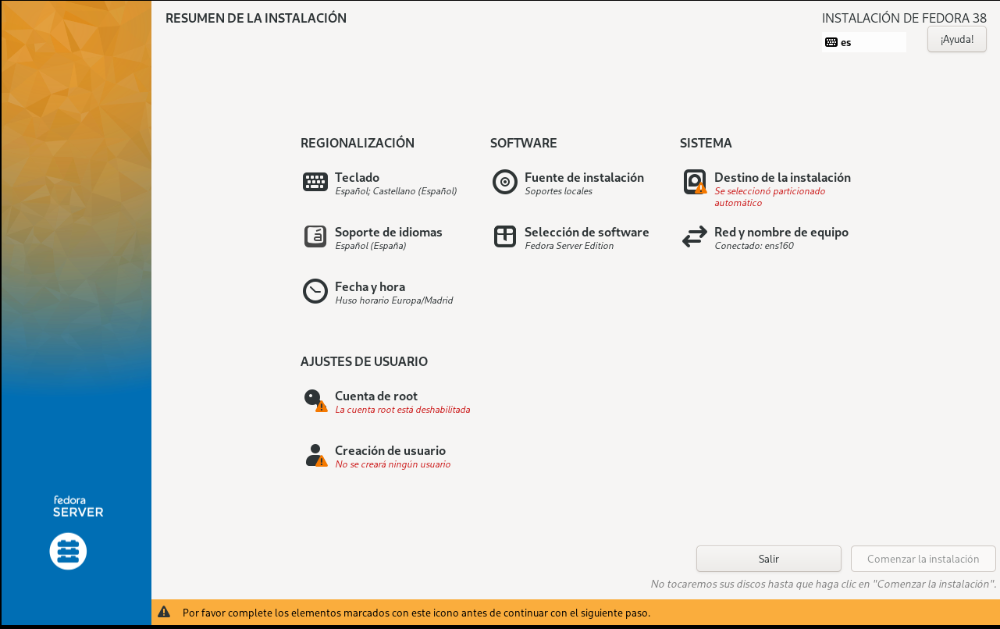 RESUMEN DE LA INSTALACIÓN
INSTALACIÓN DE FEDORA 38
es
¡Ayuda!
REGIONALIZACIÓN
Teclado
Español; Castellano (Español)
Soporte de idiomas
Español (España)
Fecha y hora
Huso horario Europa/Madrid
SOFTWARE
Fuente de instalación
Soportes locales
Selección de software
Fedora Server Edition
SISTEMA
Destino de la instalación
Se seleccionó particionado
automático
Red y nombre de equipo
Conectado: ens160
AJUSTES DE USUARIO
Cuenta de root
La cuenta root está deshabilitada
Creación de usuario
No se creará ningún usuario
fedora
SERVER
Salir
Comenzar la instalación
No tocaremos sus discos hasta que haga clic en "Comenzar la instalación".
Por favor complete los elementos marcados con este icono antes de continuar con el siguiente paso.